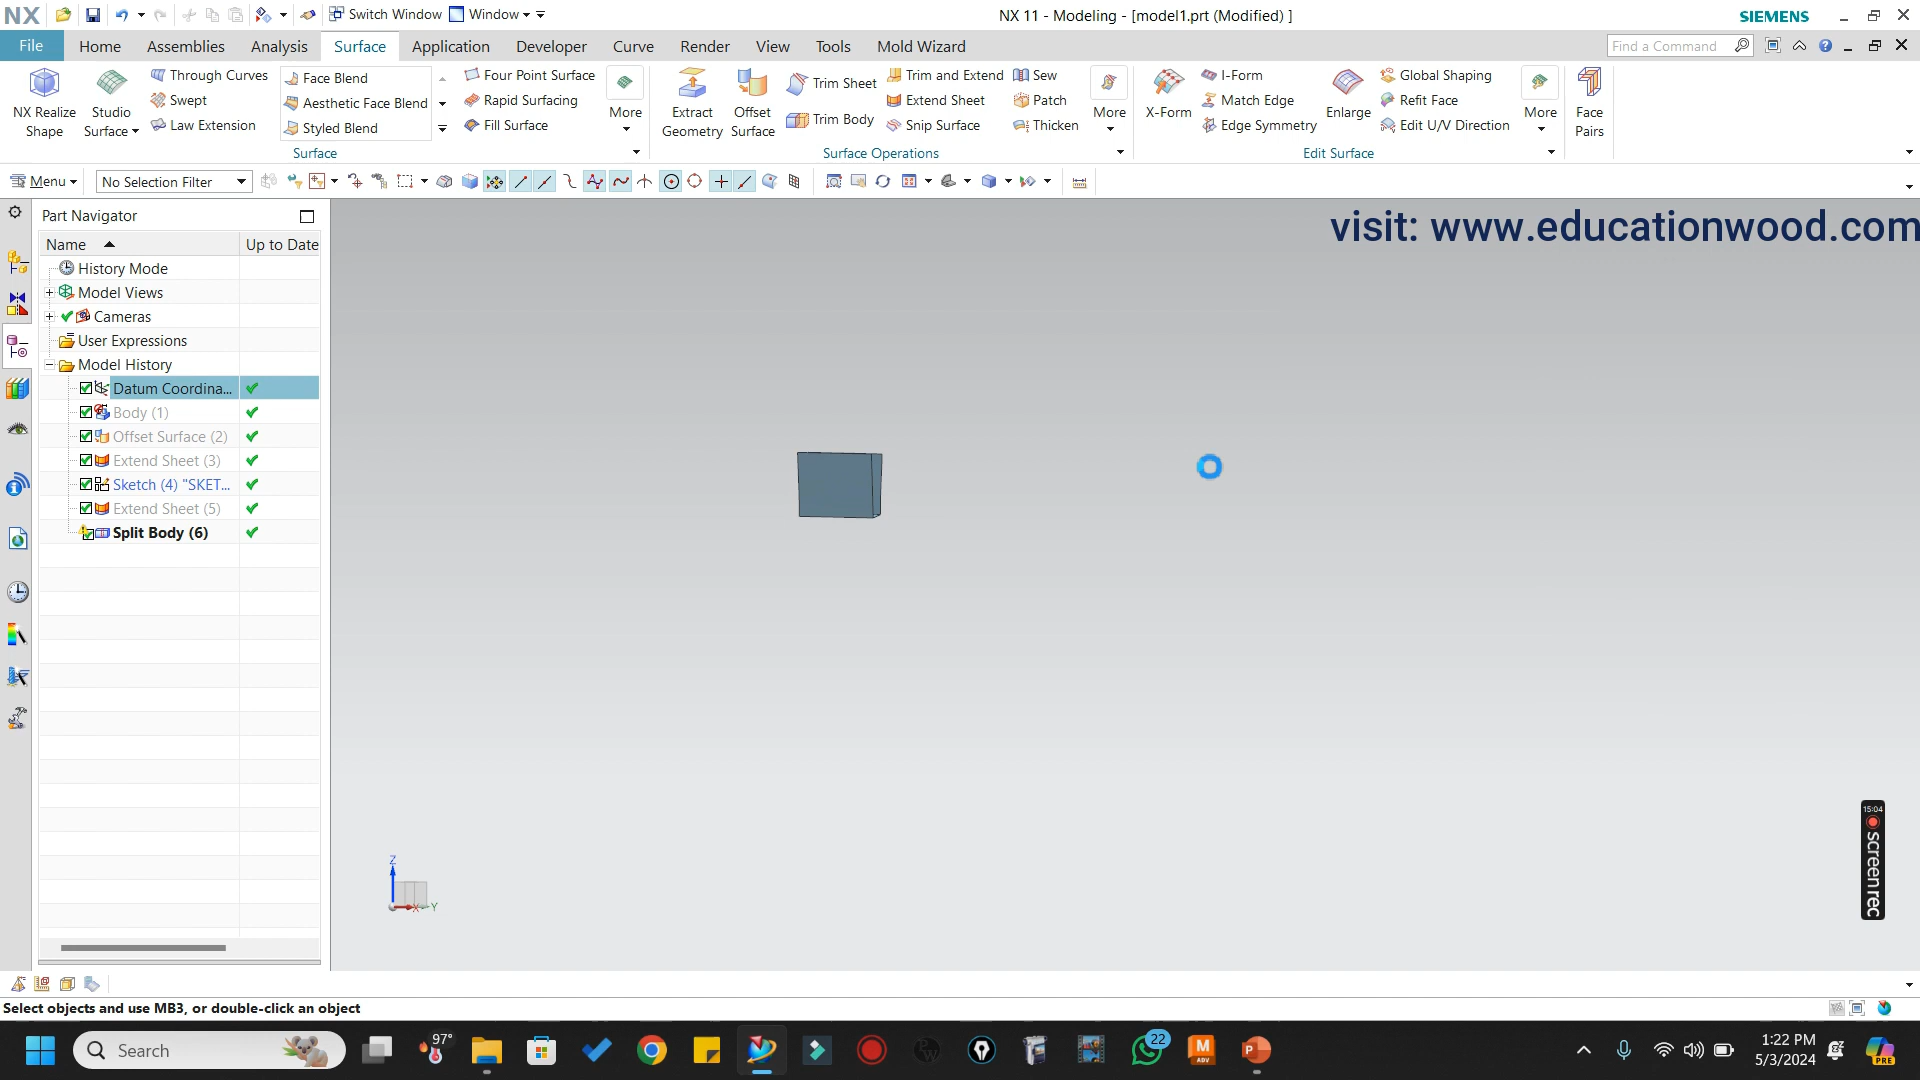 NX
Switch Window
Window
NX 11 - Modeling - [model1.prt (Modified) ]
SIEMENS
File
Home
Assemblies
Analysis
Surface
Application
Developer
Curve
Render
View
Tools
Mold Wizard
Find a Command
NX Realize
Shape
Studio
Surface
Through Curves
Swept
Law Extension
Face Blend
Aesthetic Face Blend
Styled Blend
Four Point Surface
Rapid Surfacing
Fill Surface
More
Surface
Extract
Geometry
Offset
Surface
Trim Sheet
Trim Body
Trim and Extend
Extend Sheet
Snip Surface
Sew
Patch
Thicken
More
Surface Operations
X-Form
I-Form
Match Edge
Edge Symmetry
Enlarge
Global Shaping
Refit Face
Edit U/V Direction
More
Edit Surface
Face
Pairs
Menu
No Selection Filter
Part Navigator
Name
Up to Date
History Mode
Model Views
Cameras
User Expressions
Model History
Datum Coordina...
Body (1)
Offset Surface (2)
Extend Sheet (3)
Sketch (4) "SKET...
Extend Sheet (5)
Split Body (6)
visit: www.educationwood.com
Z
X
Y
15:04
screen rec
Select objects and use MB3, or double-click an object
Search
97°
22
M
ADV
P
1:22 PM
5/3/2024
PRE